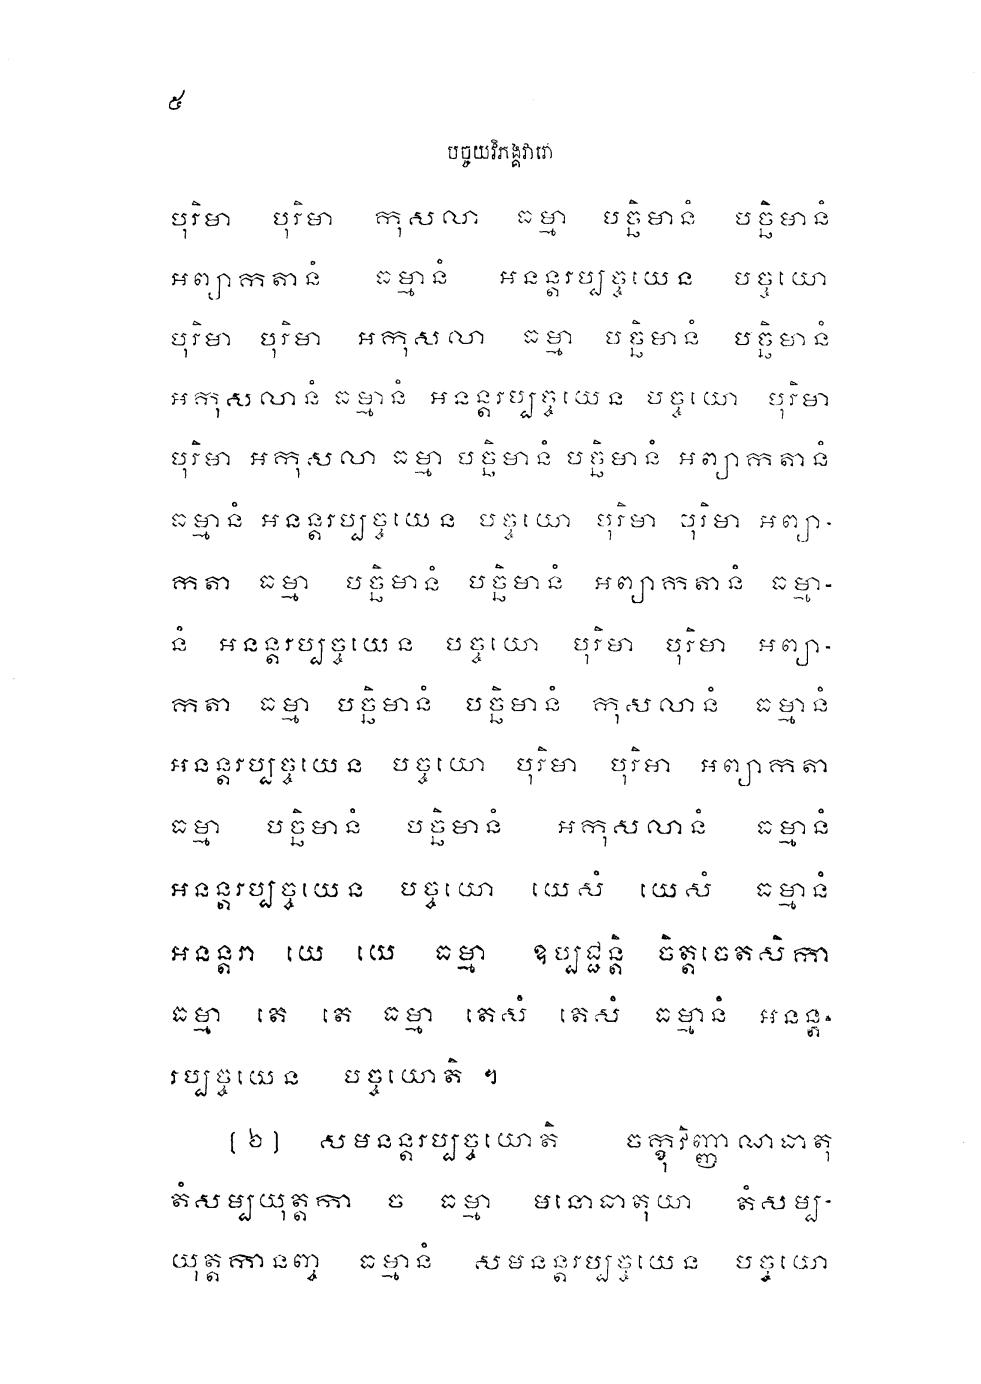 ៥
បច្ចយវិភង្គវារោ
បុរិមា បុរិមា កុសលា ធម្មា បច្ឆិមានំ បច្ឆិមានំ
អព្យាកតានំ ធម្មានំ អនន្តរប្បច្ចយេន បច្ចយោ
បុរិមា បុរិមា អកុសលា ធម្មា បច្ឆិមានំ បច្ឆិមានំ
អកុសលានំ ធម្មានំ អនន្តរប្បច្ចយេន បច្ចយោ បុរិមា
បុរិមា អកុសលា ធម្មា បច្ឆិមានំ បច្ឆិមានំ អព្យាកតានំ
ធម្មានំ អនន្តរប្បច្ចយេន បច្ចយោ បុរិមា បុរិមា អព្យា-
កតា ធម្មា បច្ឆិមានំ បច្ឆិមានំ អព្យាកតានំ ធម្មា-
នំ អនន្តរប្បច្ចយេន បច្ចយោ បុរិមា បុរិមា អព្យា-
កតា ធម្មា បច្ឆិមានំ បច្ឆិមានំ កុសលានំ ធម្មានំ
អនន្តរប្បច្ចយេន បច្ចយោ បុរិមា បុរិមា អព្យាកតា
ធម្មា បច្ឆិមានំ បច្ឆិមានំ អកុសលានំ ធម្មានំ
អនន្តរប្បច្ចយេន បច្ចយោ យេសំ យេសំ ធម្មានំ
អនន្តរា យេ យេ ធម្មា ឧប្បជ្ជន្តិ ចិត្តចេតសិកា
ធម្មា តេ តេ ធម្មា តេសំ តេសំ ធម្មានំ អនន្ត-
រប្បច្ចយេន បច្ចយោតិ ។
[៦] សមនន្តរប្បច្ចយោតិ ចក្ខុវិញ្ញាណធាតុ
តំសម្បយុត្តកា ច ធម្មា មនោធាតុយា តំសម្ប-
យុត្តកានញ្ច ធម្មានំ សមនន្តរប្បច្ចយេន បច្ចយោ